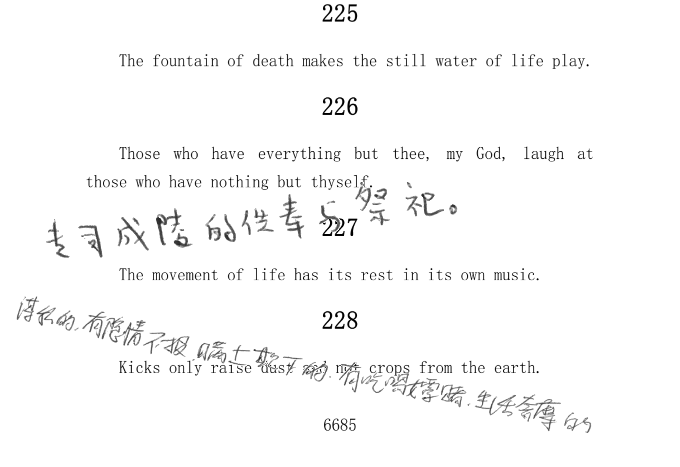 225
The fountain of death makes the still water of life play.
226
Those who have everything but thee, my God, laugh at
those who have nothing but thyself.
专司成陵的供奉与祭祀。
227
The movement of life has its rest in its own music.
228
谋私的.有隐情不报.瞒上欺下的.有吃喝嫖赌.生活奢靡的
Kicks only raise dust and not crops from the earth.
6685